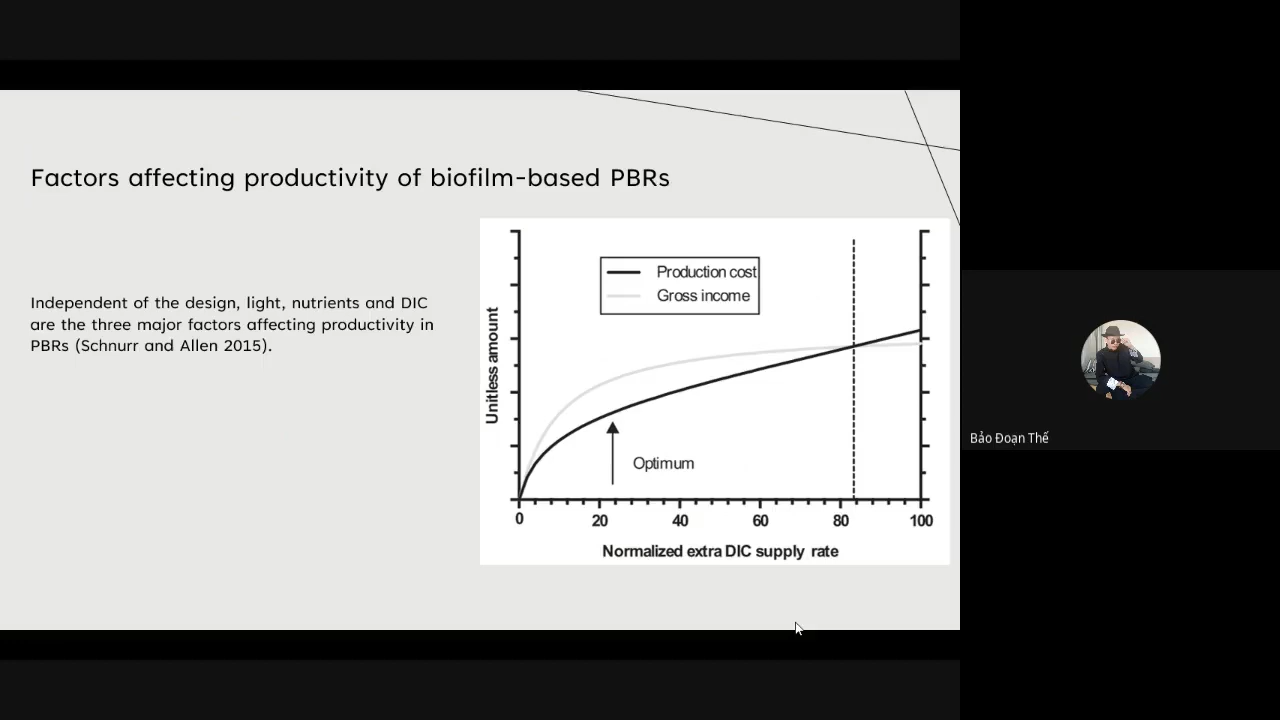 Factors affecting productivity of biofilm-based PBRs
Independent of the design, light, nutrients and DIC
are the three major factors affecting productivity in
PBRs (Schnurr and Allen 2015).
Production cost
Gross income
Unitless amount
Optimum
0 20 40 60 80 100
Normalized extra DIC supply rate
Bảo Đoạn Thế